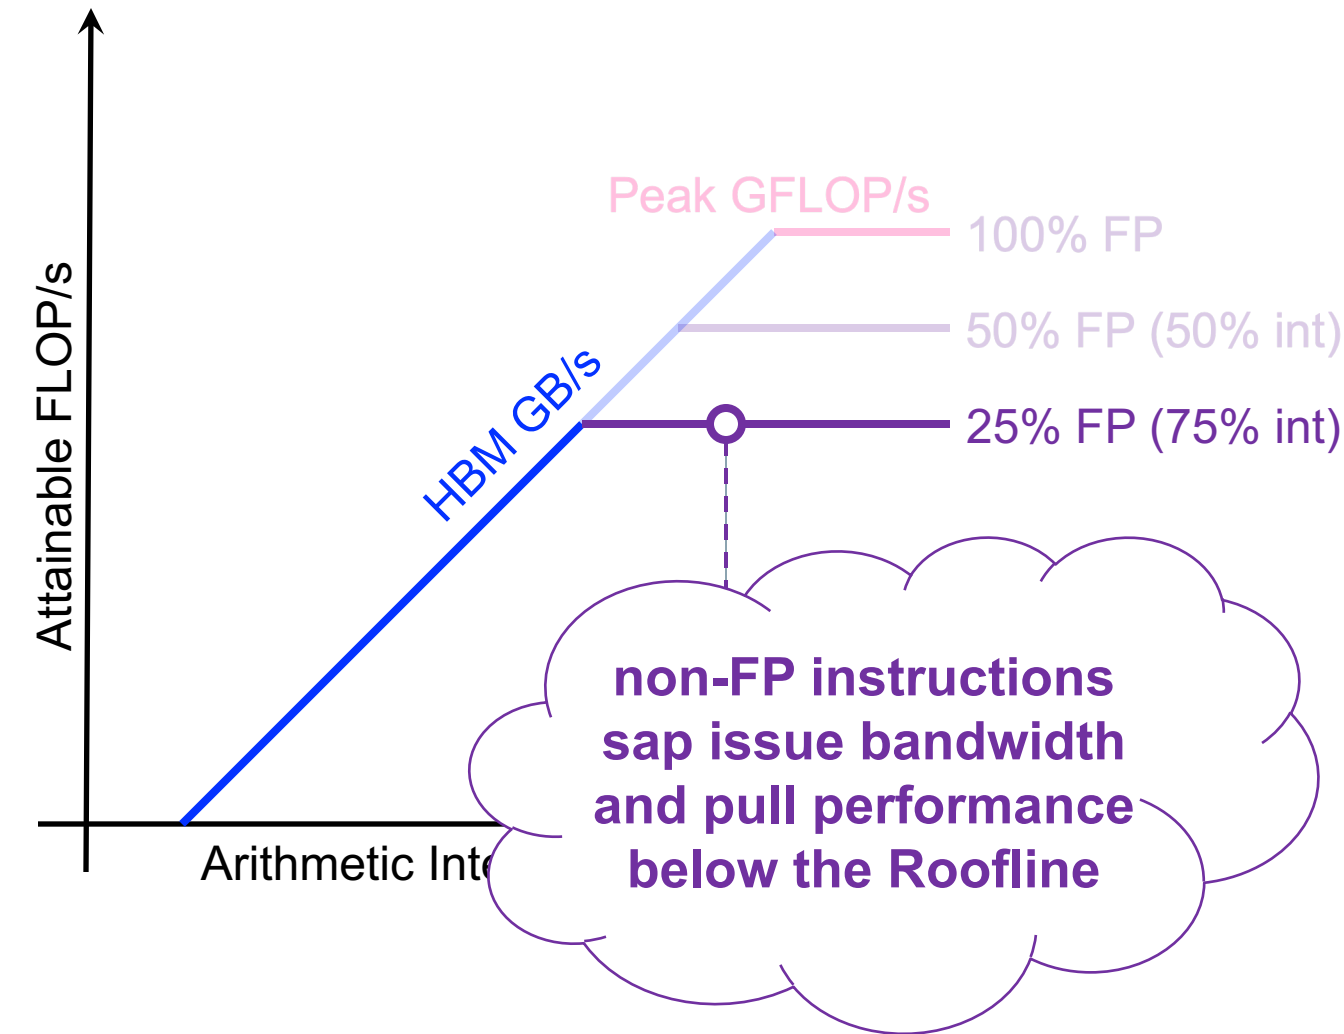 Peak GFLOP/s
100% FP
50% FP (50% int)
25% FP (75% int)
HBM GB/s
Attainable FLOP/s
Arithmetic
non-FP instructions
sap issue bandwidth
and pull performance
below the Roofline